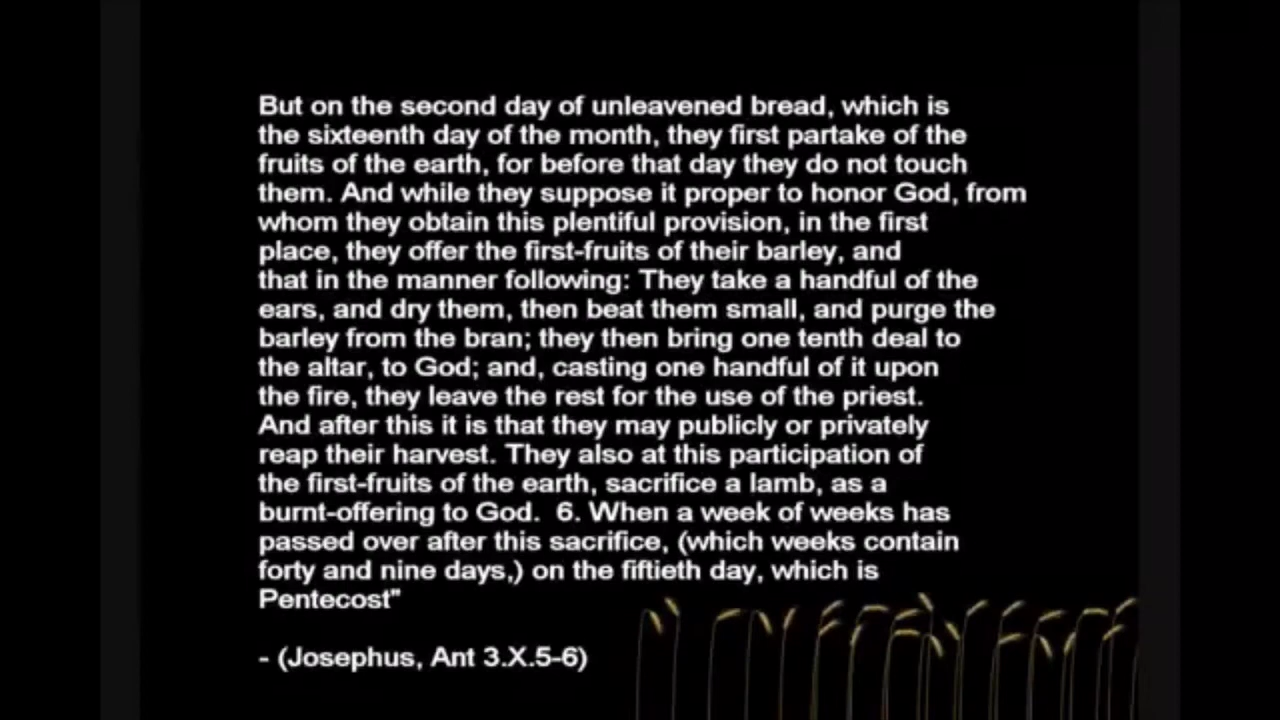 But on the second day of unleavened bread, which is
the sixteenth day of the month, they first partake of the
fruits of the earth, for before that day they do not touch
them. And while they suppose it proper to honor God, from
whom they obtain this plentiful provision, in the first
place, they offer the first-fruits of their barley, and
that in the manner following: They take a handful of the
ears, and dry them, then beat them small, and purge the
barley from the bran; they then bring one tenth deal to
the altar, to God; and, casting one handful of it upon
the fire, they leave the rest for the use of the priest.
And after this it is that they may publicly or privately
reap their harvest. They also at this participation of
the first-fruits of the earth, sacrifice a lamb, as a
burnt-offering to God.  6. When a week of weeks has
passed over after this sacrifice, (which weeks contain
forty and nine days,) on the fiftieth day, which is
Pentecost"
- (Josephus, Ant 3.X.5-6)